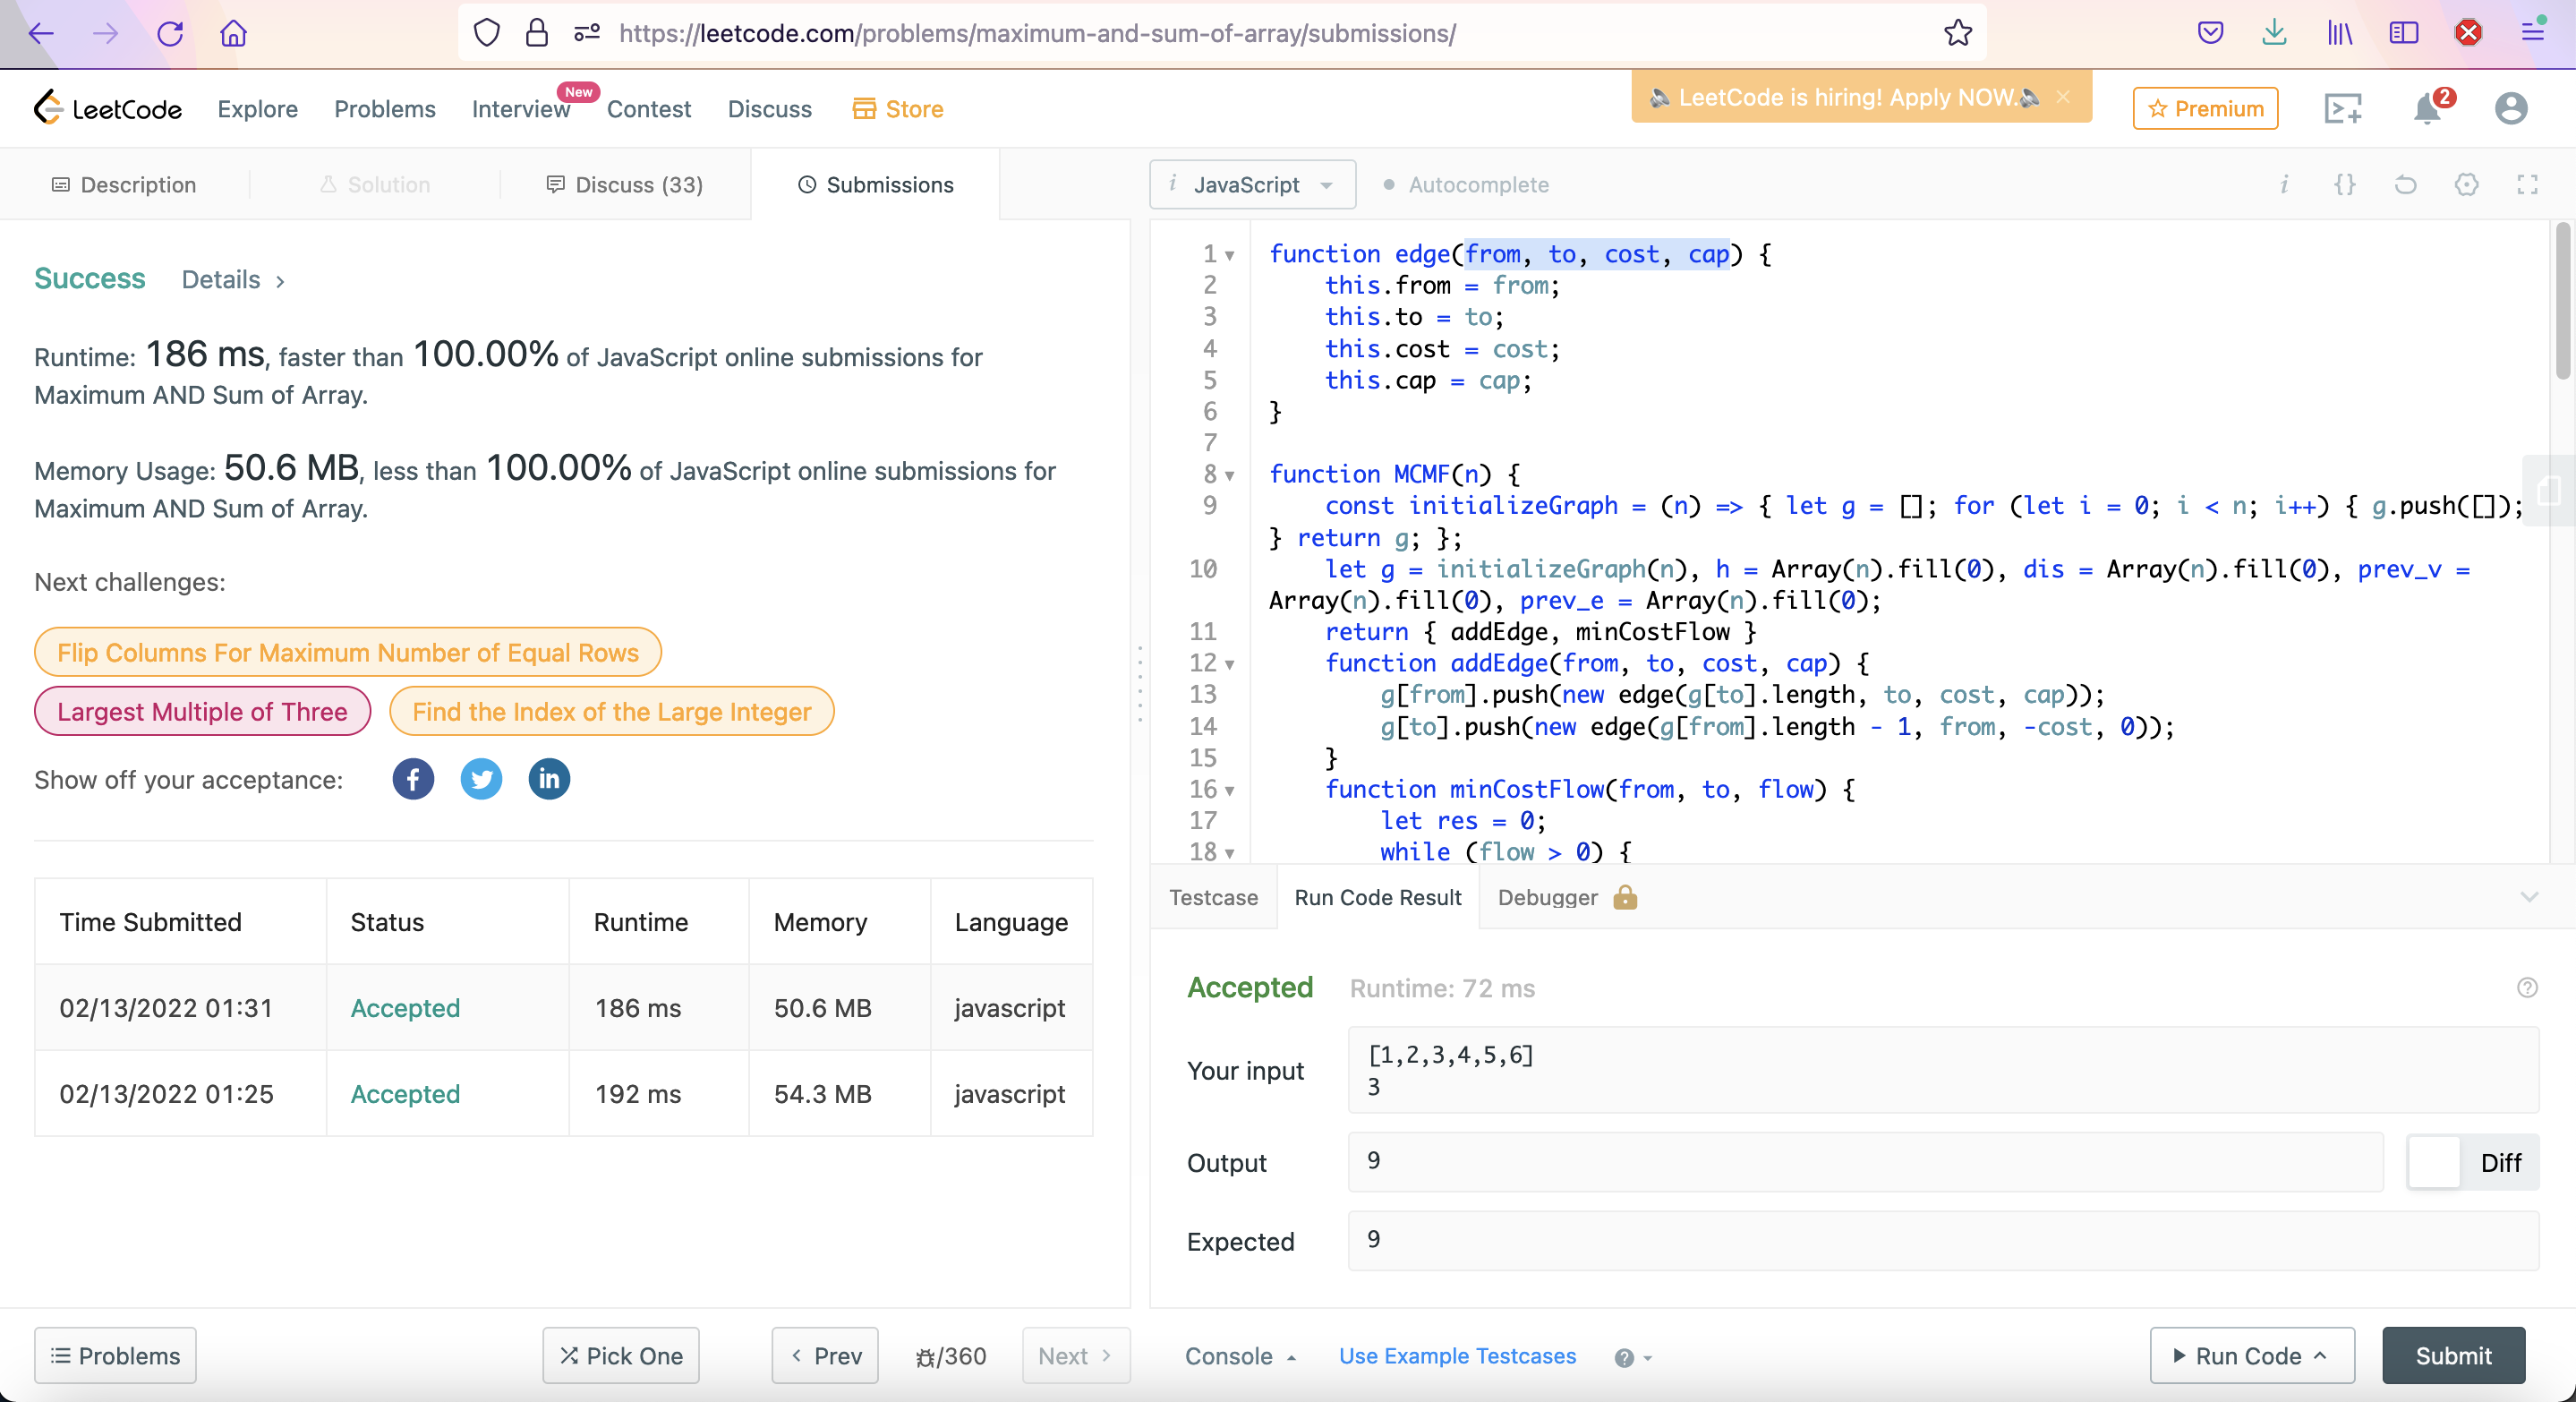 https://leetcode.com/problems/maximum-and-sum-of-array/submissions/
LeetCode
Explore
Problems
Interview
New
Contest
Discuss
Store
LeetCode is hiring! Apply NOW.
Premium
2
Description
Solution
Discuss (33)
Submissions
i JavaScript
Autocomplete
Success Details
Runtime: 186 ms, faster than 100.00% of JavaScript online submissions for
Maximum AND Sum of Array.
Memory Usage: 50.6 MB, less than 100.00% of JavaScript online submissions for
Maximum AND Sum of Array.
Next challenges:
Flip Columns For Maximum Number of Equal Rows
Largest Multiple of Three
Find the Index of the Large Integer
Show off your acceptance:
Time Submitted Status Runtime Memory Language
02/13/2022 01:31 Accepted 186 ms 50.6 MB javascript
02/13/2022 01:25 Accepted 192 ms 54.3 MB javascript
1 function edge(from, to, cost, cap) {
2 this.from = from;
3 this.to = to;
4 this.cost = cost;
5 this.cap = cap;
6 }
7
8 function MCMF(n) {
9 const initializeGraph = (n) => { let g = []; for (let i = 0; i < n; i++) { g.push([]);
} return g; };
10 let g = initializeGraph(n), h = Array(n).fill(0), dis = Array(n).fill(0), prev_v =
Array(n).fill(0), prev_e = Array(n).fill(0);
11 return { addEdge, minCostFlow }
12 function addEdge(from, to, cost, cap) {
13 g[from].push(new edge(g[to].length, to, cost, cap));
14 g[to].push(new edge(g[from].length - 1, from, -cost, 0));
15 }
16 function minCostFlow(from, to, flow) {
17 let res = 0;
18 while (flow > 0) {
Testcase
Run Code Result
Debugger
Accepted Runtime: 72 ms
Your input
[1,2,3,4,5,6]
3
Output
9
Diff
Expected
9
Problems
Pick One
Prev
/360
Next
Console
Use Example Testcases
Run Code
Submit